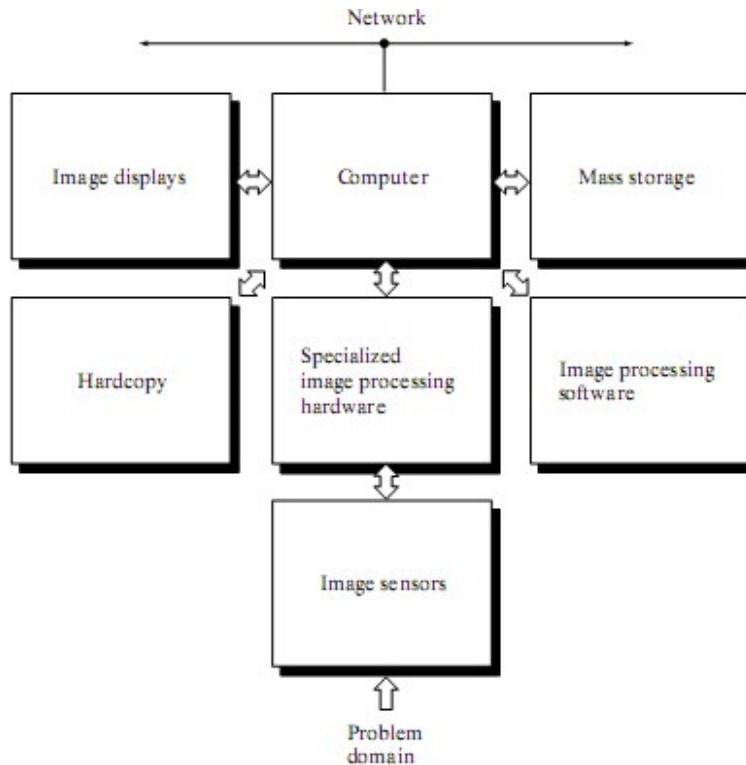 Network
Image displays
Computer
Mass storage
Hardcopy
Specialized
image processing
hardware
Image processing
software
Image sensors
Problem
domain